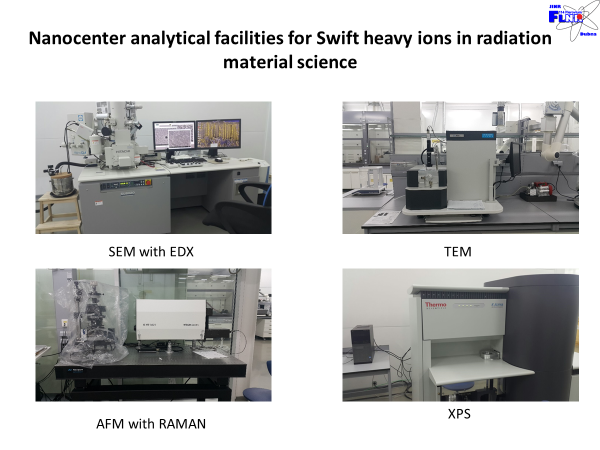 JINR
FLNR
Dubna
Nanocenter analytical facilities for Swift heavy ions in radiation
material science
SEM with EDX
TEM
Thermo
AFM with RAMAN
XPS